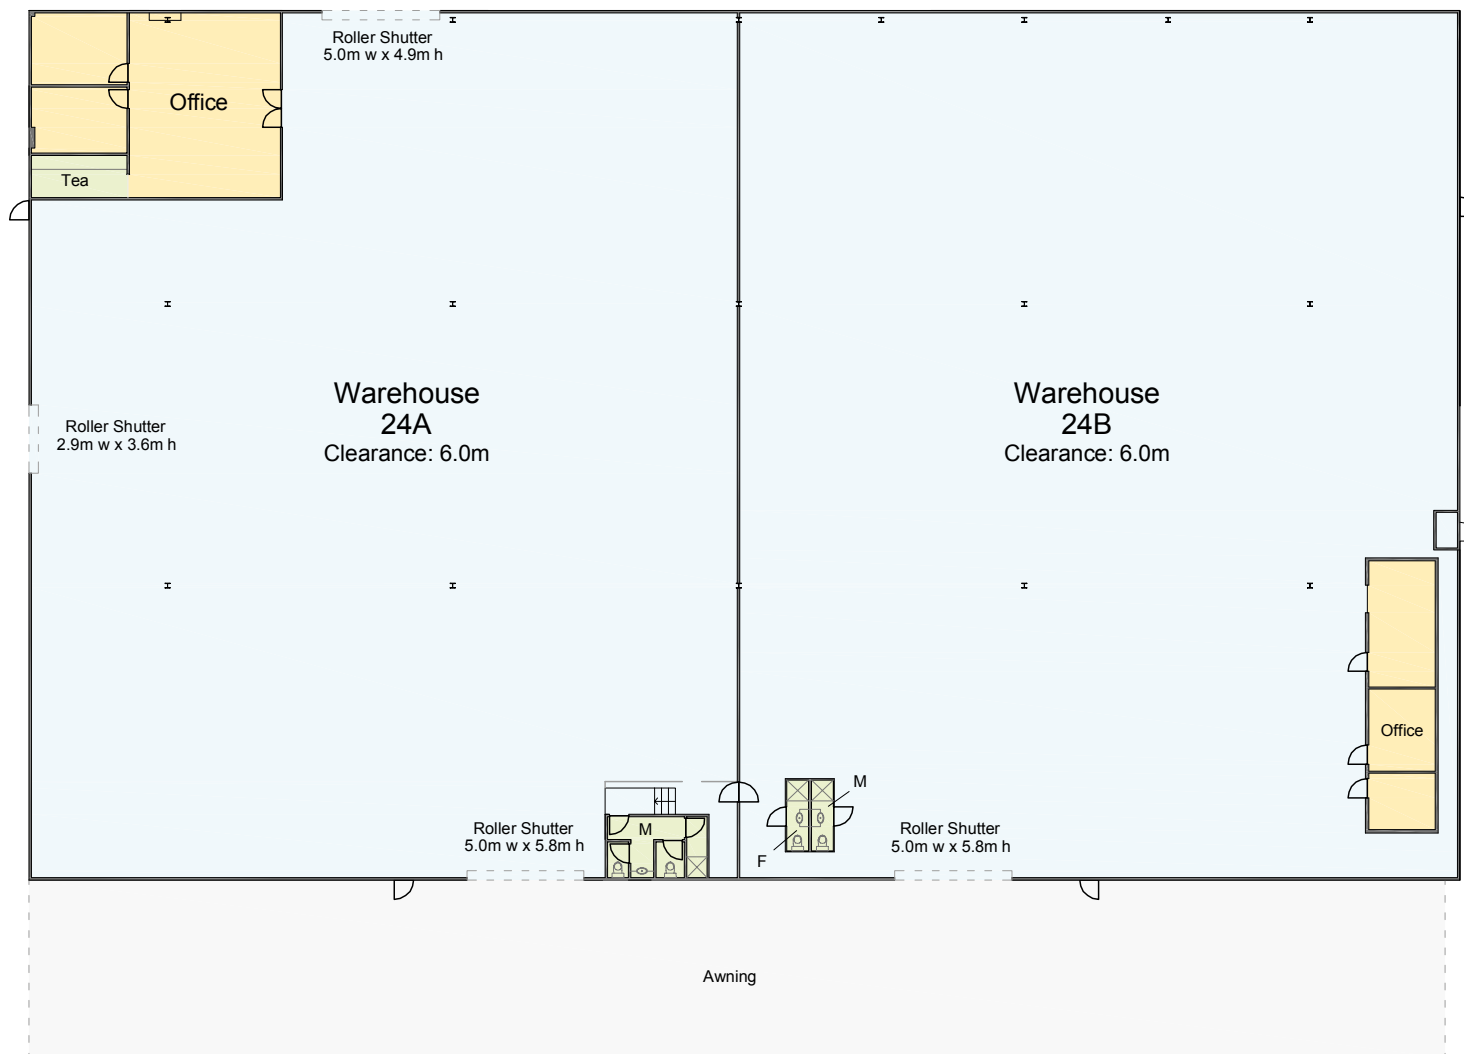 Roller Shutter
5.0m w x 4.9m h
Office
Tea
Warehouse
24A
Clearance: 6.0m
Warehouse
24B
Clearance: 6.0m
Roller Shutter
2.9m w x 3.6m h
Office
M
M
Roller Shutter
5.0m w x 5.8m h
Roller Shutter
5.0m w x 5.8m h
F
Awning